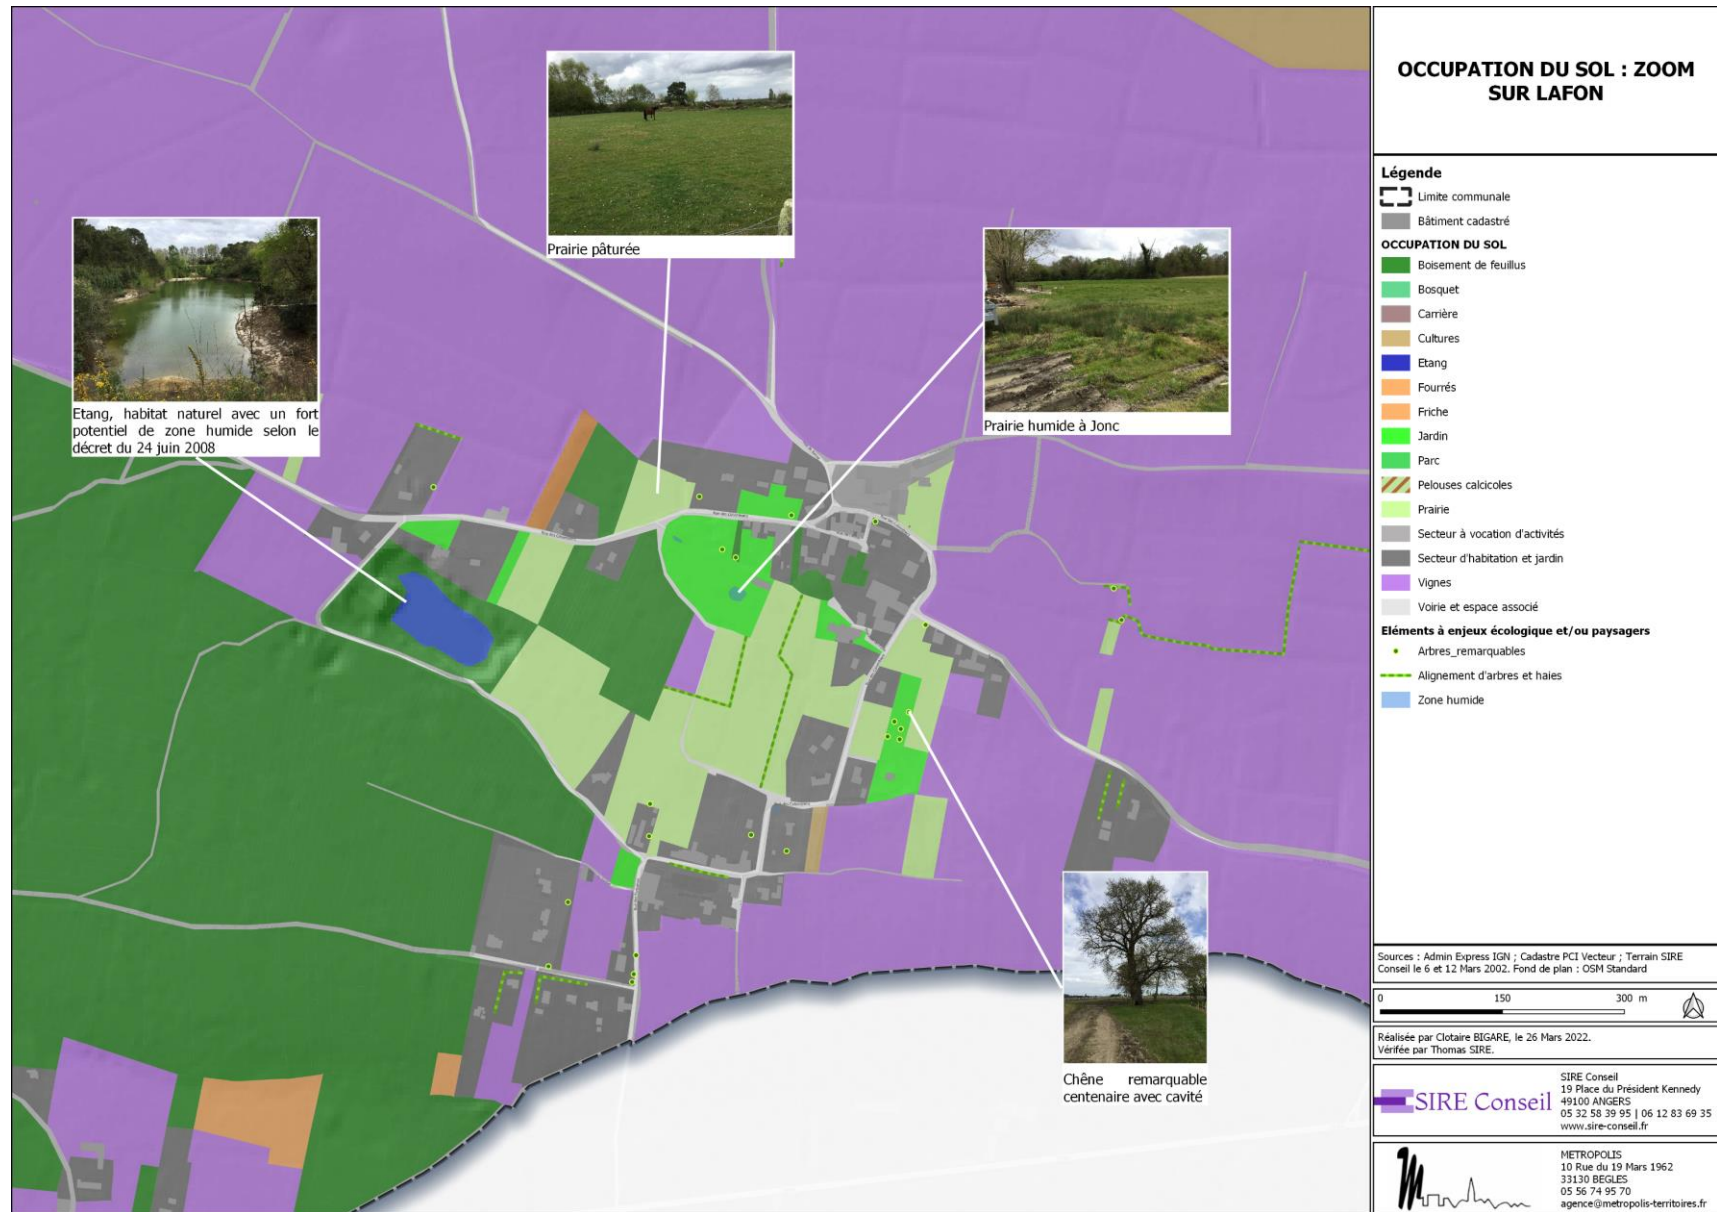 OCCUPATION DU SOL : ZOOM
SUR LAFON
Légende
Limite communale
Bâtiment cadastré
OCCUPATION DU SOL
Boisement de feuillus
Bosquet
Carrière
Cultures
Etang
Fourrés
Friche
Jardin
Parc
Pelouses calcicoles
Prairie
Secteur à vocation d'activités
Secteur d'habitation et jardin
Vignes
Voirie et espace associé
Eléments à enjeux écologique et/ou paysagers
Arbres_remarquables
Alignement d'arbres et haies
Zone humide
Prairie pâturée
Prairie humide à Jonc
Etang, habitat naturel avec un fort
potentiel de zone humide selon le
décret du 24 juin 2008
Chêne remarquable
centenaire avec cavité
Sources : Admin Express IGN ; Cadastre PCI Vecteur ; Terrain SIRE
Conseil le 6 et 12 Mars 2002. Fond de plan : OSM Standard
0 150 300 m
Réalisée par Clotaire BIGARE, le 26 Mars 2022.
Vérifée par Thomas SIRE.
SIRE Conseil
SIRE Conseil
19 Place du Président Kennedy
49100 ANGERS
05 32 58 39 95 | 06 12 83 69 35
www.sire-conseil.fr
METROPOLIS
10 Rue du 19 Mars 1962
33130 BEGLES
05 56 74 95 70
agence@metropolis-territoires.fr